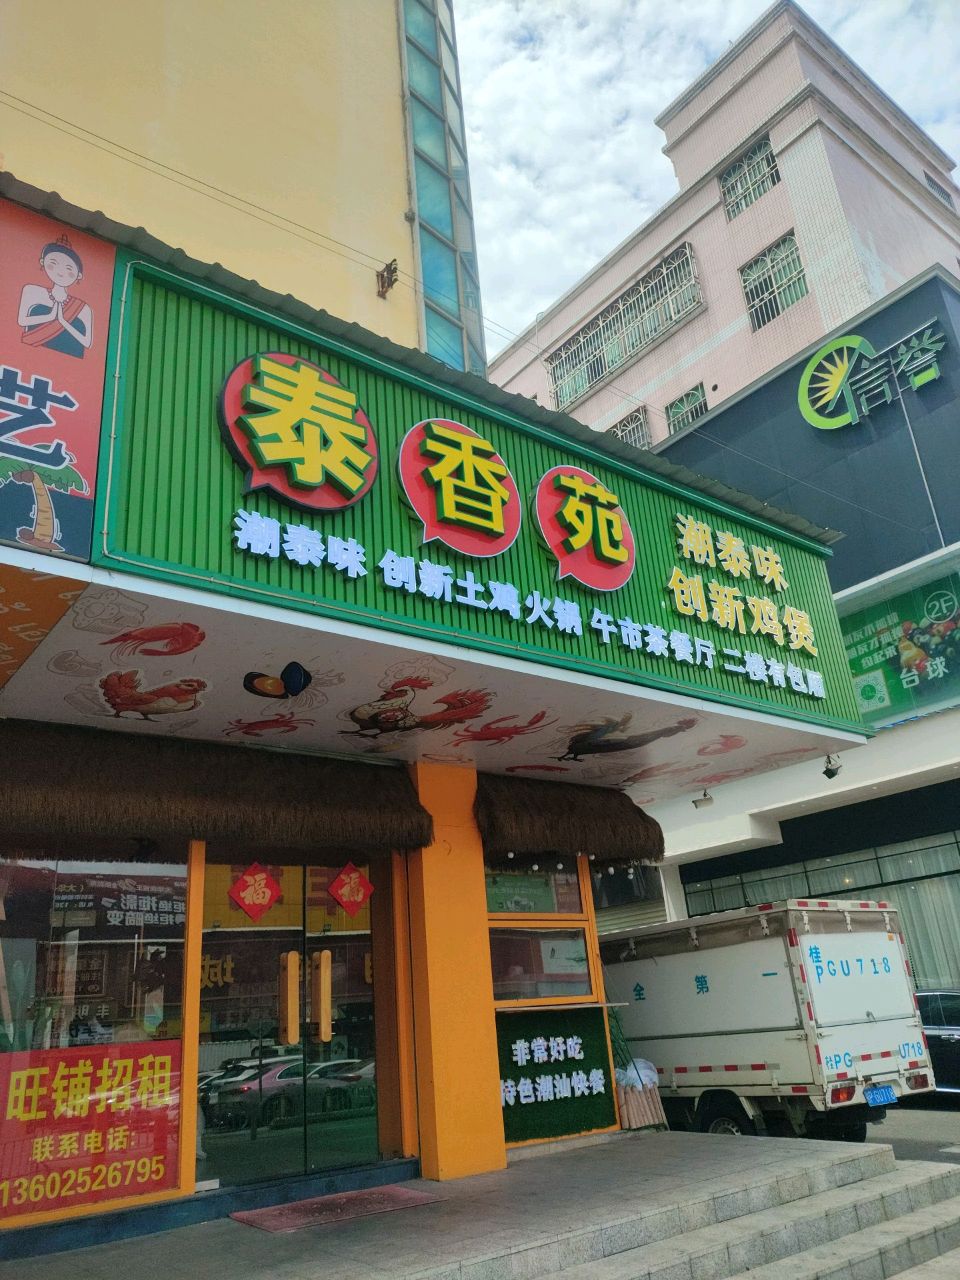 艺
泰香苑
潮泰味 创新土鸡火锅 午市茶餐厅 二楼有包厢
潮泰味
创新鸡煲
信誉
2F
台球
福
福
城
旺铺招租
联系电话:
136025256795
非常好吃
特色潮汕快餐
全第一
桂
PGU718
桂PG U718